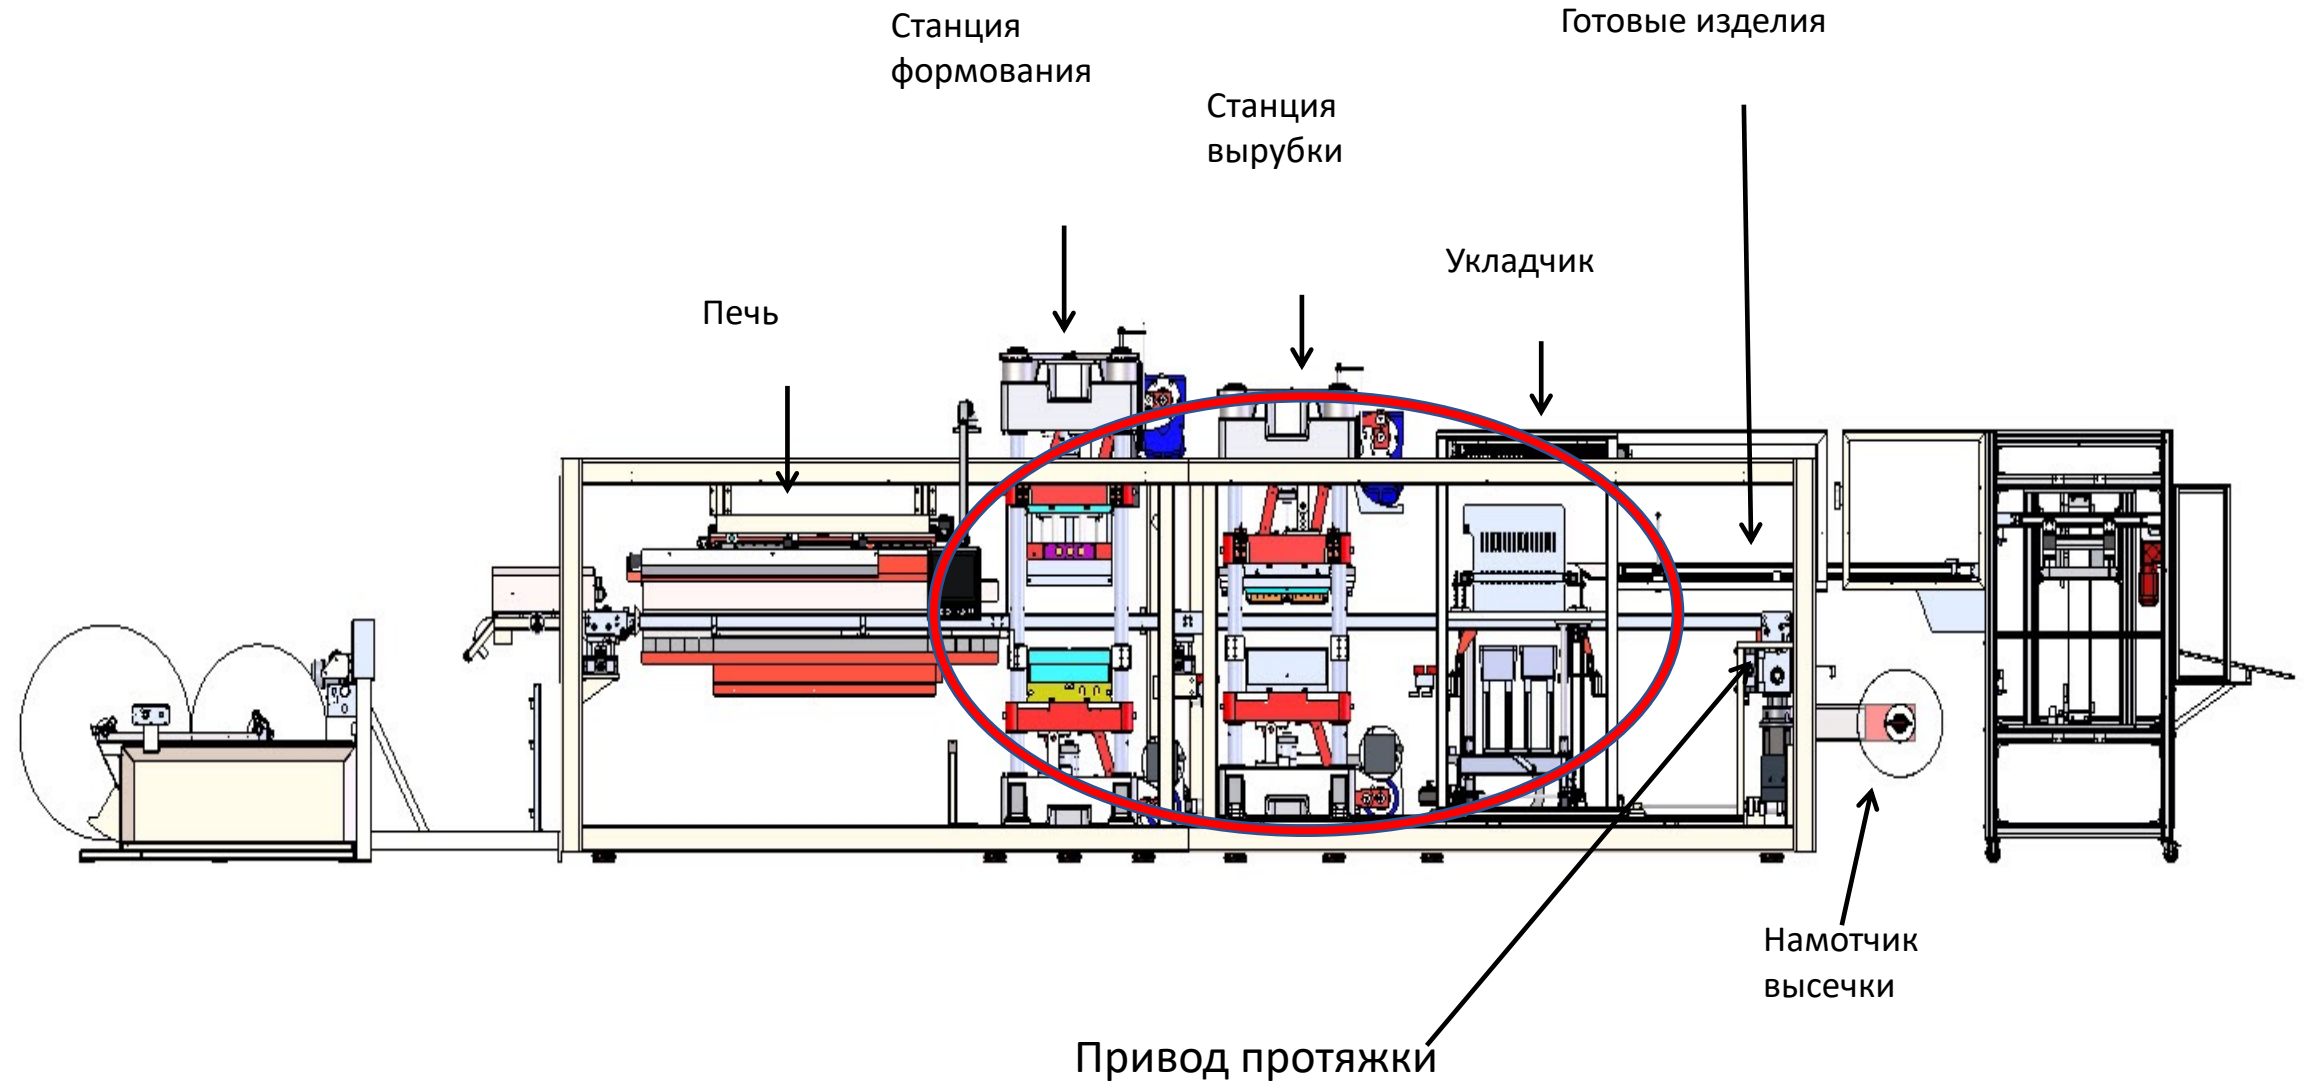 Станция
формования
Готовые изделия
Станция
вырубки
Укладчик
Печь
Намотчик
высечки
Привод протяжки